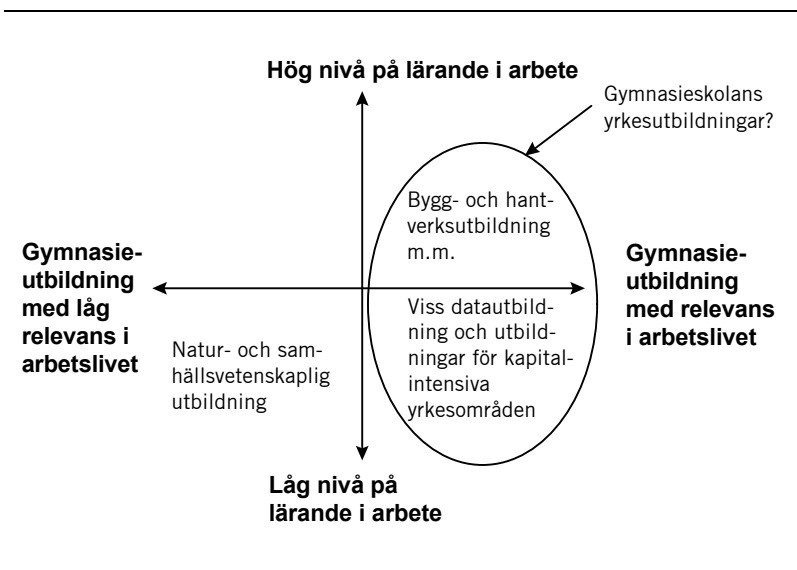 Hög nivå på lärande i arbete
Gymnasieskolans
yrkesutbildningar?
Bygg- och hant-
verksutbildning
m.m.
Gymnasie-
utbildning
med låg
relevans i
arbetslivet
Gymnasie-
utbildning
med relevans
i arbetslivet
Viss datautbild-
ning och utbild-
ningar för kapital-
intensiva
yrkesområden
Natur- och sam-
hällsvetenskaplig
utbildning
Låg nivå på
lärande i arbete